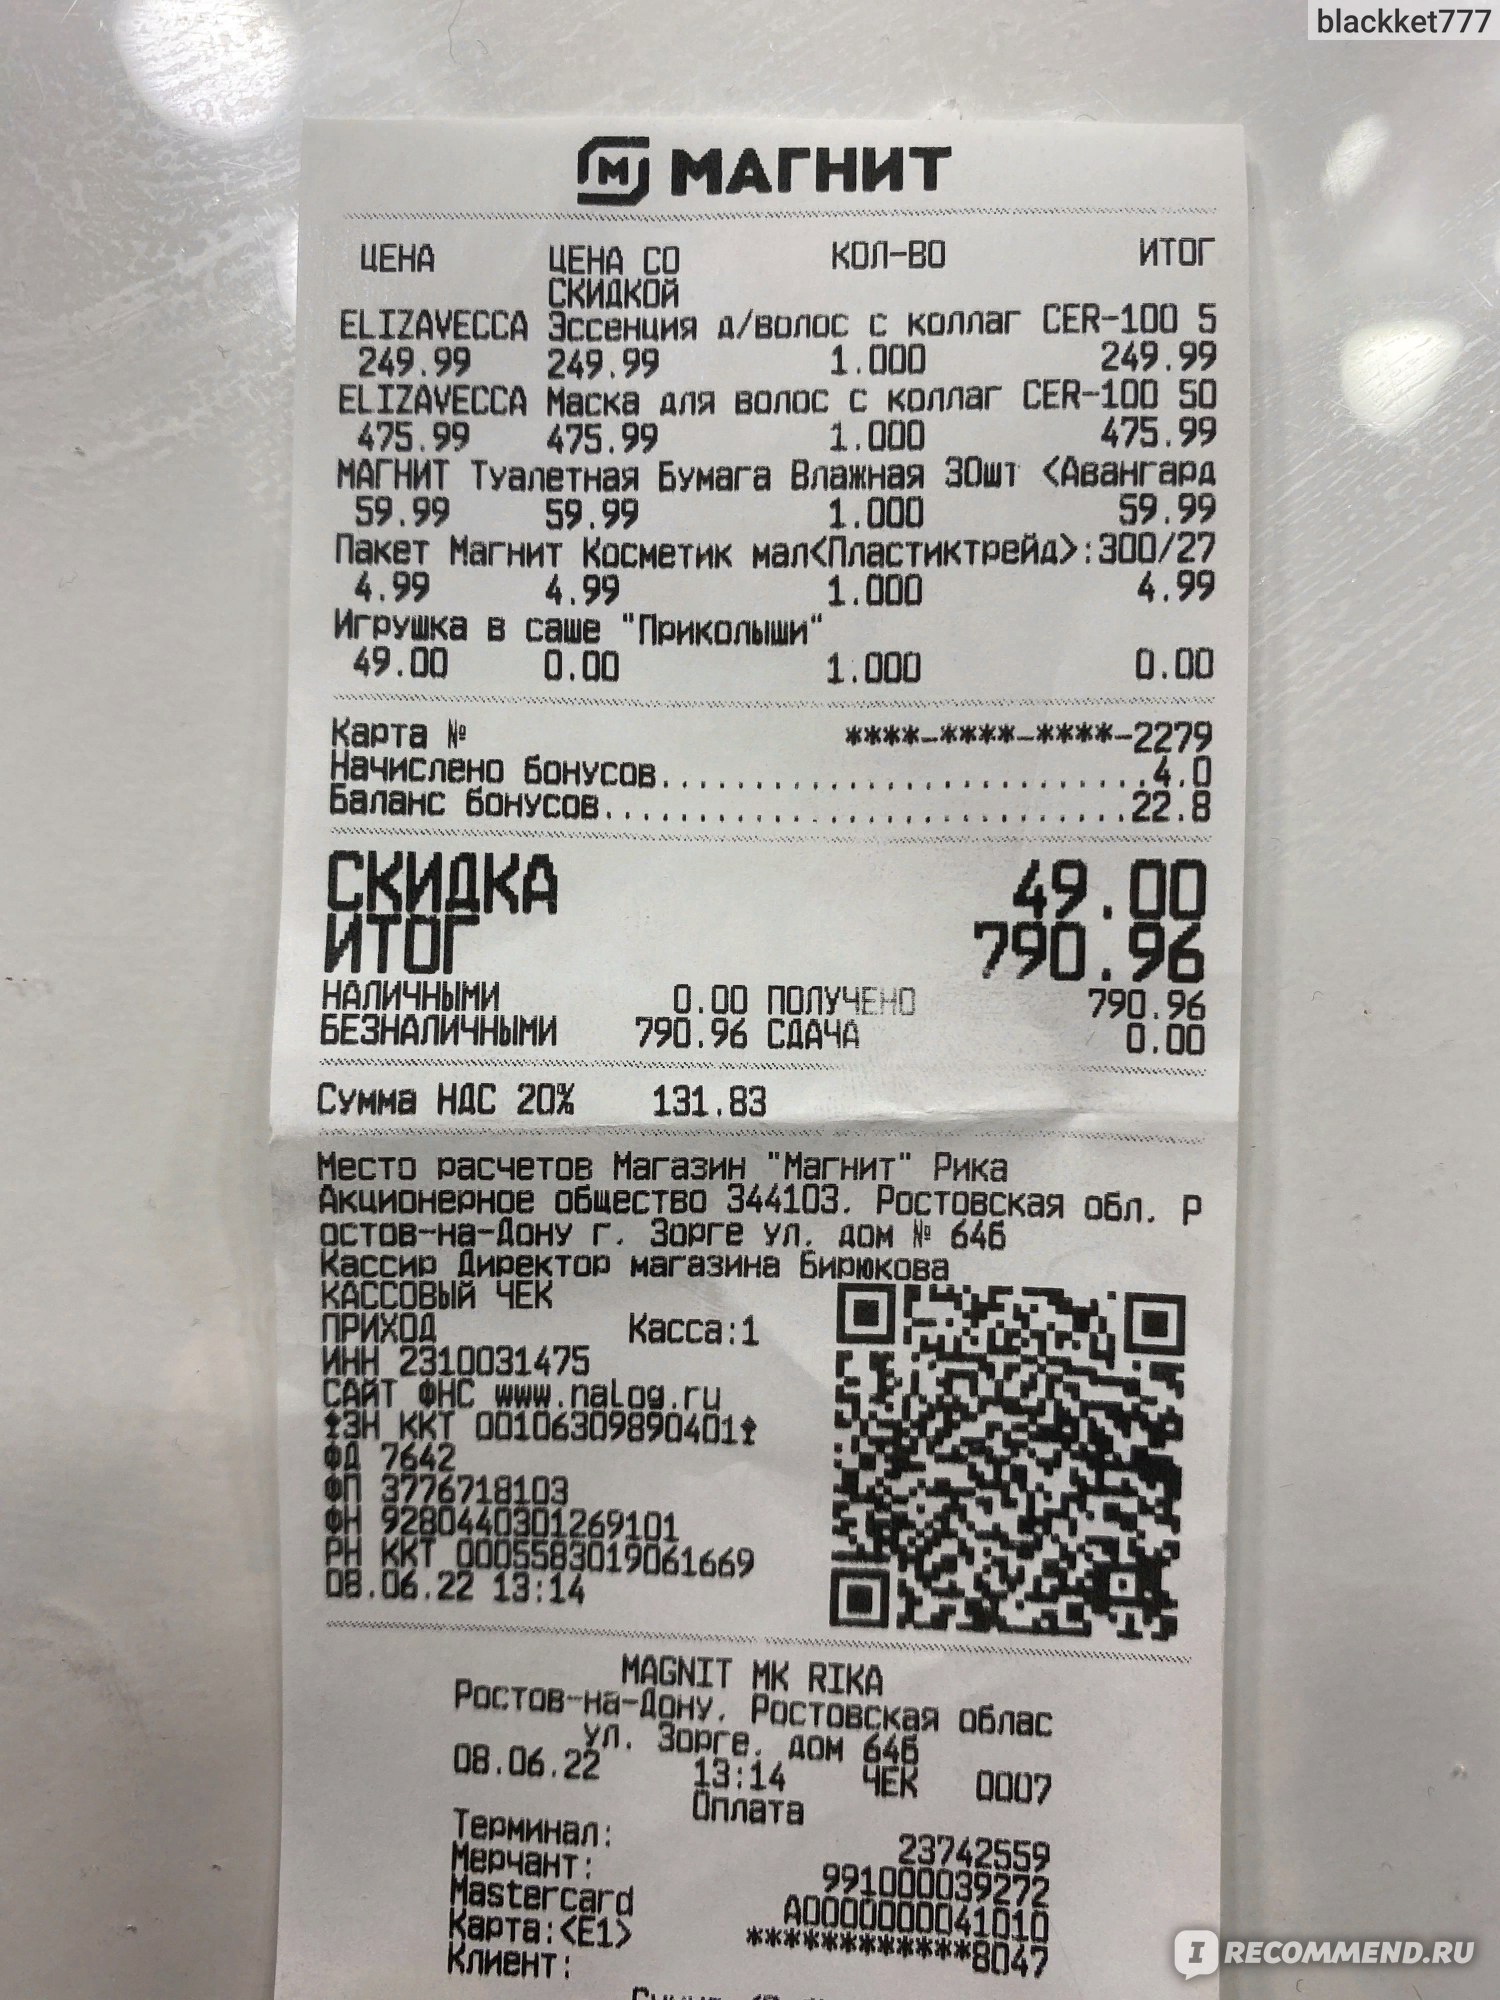 blackket777
М МАГНИТ
ЦЕНА ЦЕНА СО СКИДКОЙ КОЛ-ВО ИТОГ
ELIZAVECCA Эссенция д/волос с коллаг CER-100 5
249.99 249.99 1.000 249.99
ELIZAVECCA Маска для волос с коллаг CER-100 50
475.99 475.99 1.000 475.99
МАГНИТ Туалетная Бумага Влажная 30шт <Авангард
59.99 59.99 1.000 59.99
Пакет Магнит Косметик мал<Пластиктрейд>:300/27
4.99 4.99 1.000 4.99
Игрушка в саше "Приколыши"
49.00 0.00 1.000 0.00
Карта № ****-****-****-2279
Начислено бонусов............................4.0
Баланс бонусов..............................22.8
СКИДКА 49.00
ИТОГ 790.96
НАЛИЧНЫМИ 0.00 ПОЛУЧЕНО 790.96
БЕЗНАЛИЧНЫМИ 790.96 СДАЧА 0.00
Сумма НДС 20% 131.83
Место расчетов Магазин "Магнит" Рика
Акционерное общество 344103, Ростовская обл, Р
остов-на-Дону г, Зорге ул, дом № 64б
Кассир Директор магазина Бирюкова
КАССОВЫЙ ЧЕК
ПРИХОД Касса:1
ИНН 2310031475
САЙТ ФНС www.nalog.ru
ЗН ККТ 00106309890401
ФД 7642
ФП 3776718103
ФН 9280440301269101
РН ККТ 0005583019061669
08.06.22 13:14
MAGNIT MK RIKA
Ростов-на-Дону, Ростовская облас
ул. Зорге, дом 64б
08.06.22 13:14 ЧЕК 0007
Оплата
Терминал: 23742559
Мерчант: 991000039272
Mastercard A0000000041010
Карта:<E1> ************8047
Клиент:
I RECOMMEND.RU